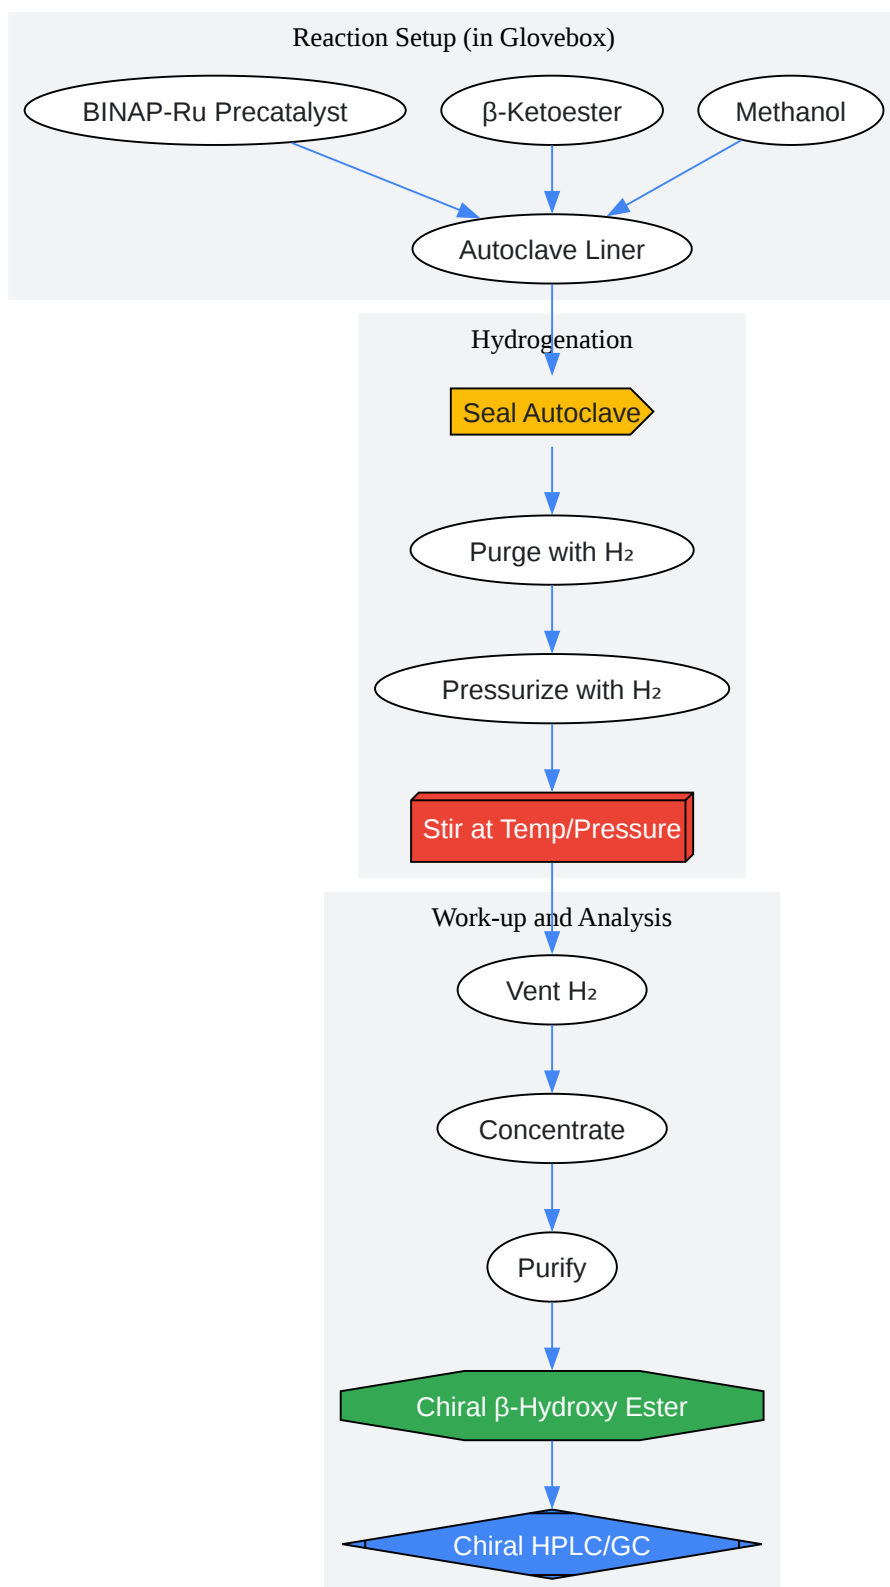 Reaction Setup (in Glovebox)
BINAP-Ru Precatalyst
β-Ketoester
Methanol
Autoclave Liner
Hydrogenation
Seal Autoclave
Purge with H₂
Pressurize with H₂
Stir at Temp/Pressure
Work-up and Analysis
Vent H₂
Concentrate
Purify
Chiral β-Hydroxy Ester
Chiral HPLC/GC